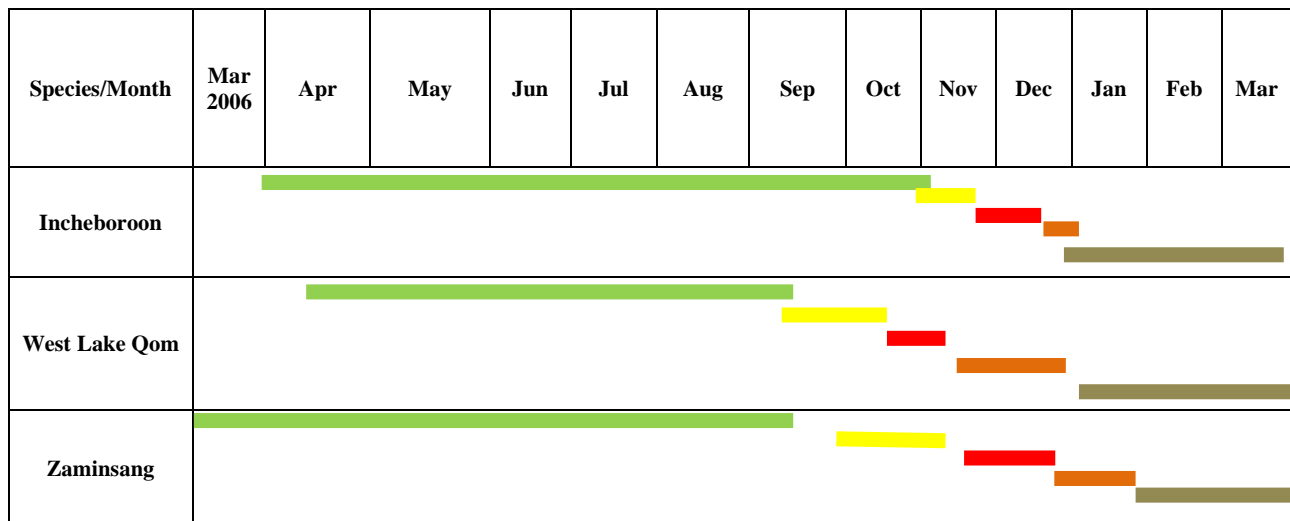 Species/Month Mar 2006 Apr May Jun Jul Aug Sep Oct Nov Dec Jan Feb Mar
Incheboroon
West Lake Qom
Zaminsang